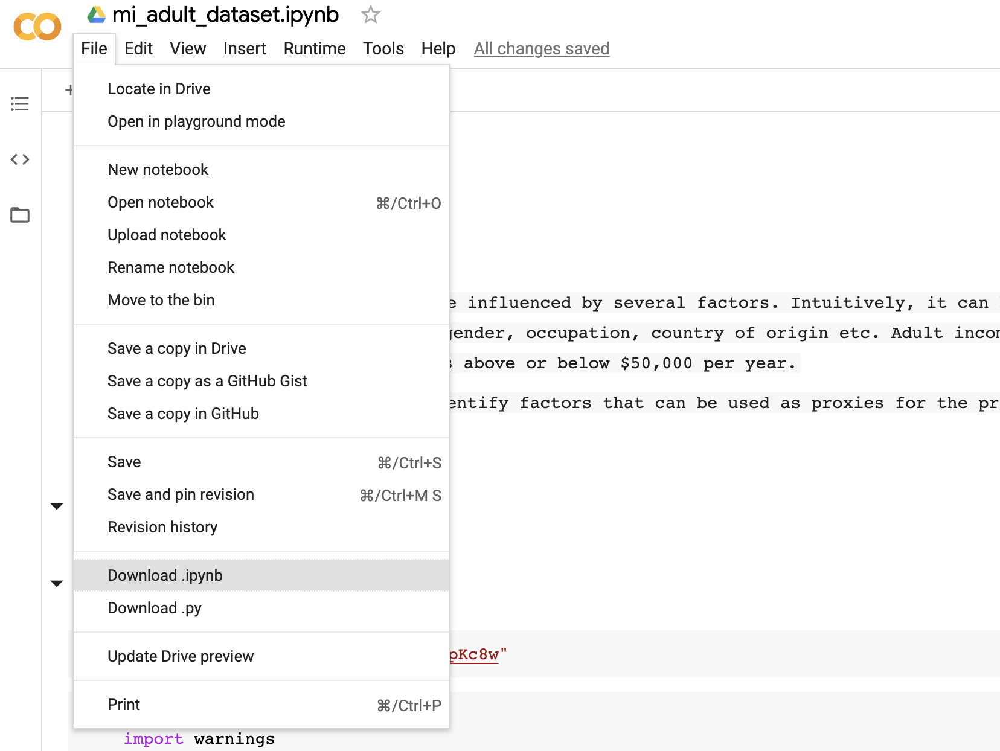 mi_adult_dataset.ipynb
File Edit View Insert Runtime Tools Help All changes saved
Locate in Drive
Open in playground mode
New notebook
Open notebook ⌘/Ctrl+O
Upload notebook
Rename notebook
Move to the bin
influenced by several factors. Intuitively, it can
gender, occupation, country of origin etc. Adult
Save a copy in Drive
above or below $50,000 per year.
Save a copy as a GitHub Gist
factors that can be used as proxies for the
Save a copy in GitHub
Save ⌘/Ctrl+S
Save and pin revision ⌘/Ctrl+M S
Revision history
Download .ipynb
Download .py
Update Drive preview
pKc8w"
Print ⌘/Ctrl+P
import warnings